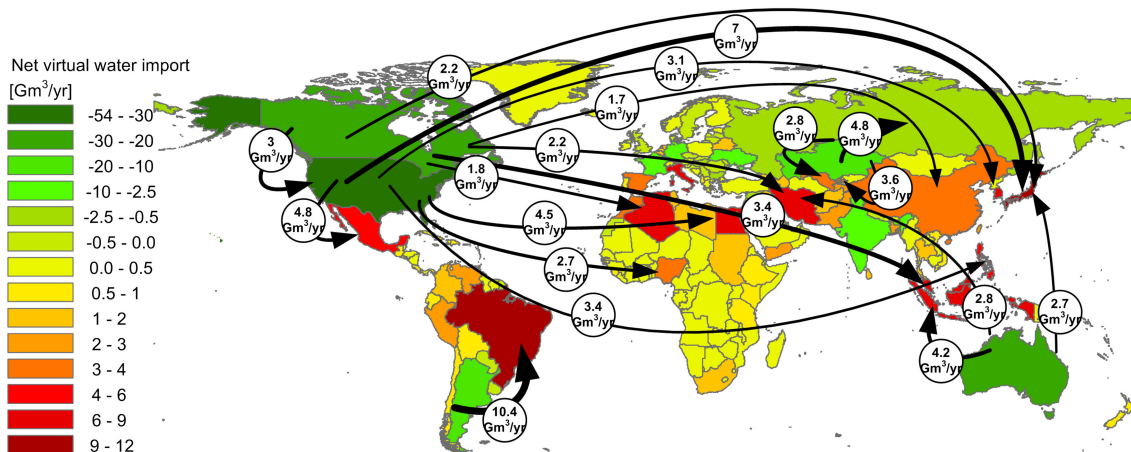 Net virtual water import
[Gm³/yr]
-54 - -30
-30 - -20
-20 - -10
-10 - -2.5
-2.5 - -0.5
-0.5 - 0.0
0.0 - 0.5
0.5 - 1
1 - 2
2 - 3
3 - 4
4 - 6
6 - 9
9 - 12
7
Gm³/yr
2.2
Gm³/yr
3.1
Gm³/yr
1.7
Gm³/yr
2.8
Gm³/yr
4.8
Gm³/yr
3
Gm³/yr
2.2
Gm³/yr
1.8
Gm³/yr
3.6
Gm³/yr
4.8
Gm³/yr
4.5
Gm³/yr
3.4
Gm³/yr
2.7
Gm³/yr
3.4
Gm³/yr
2.8
Gm³/yr
2.7
Gm³/yr
4.2
Gm³/yr
10.4
Gm³/yr